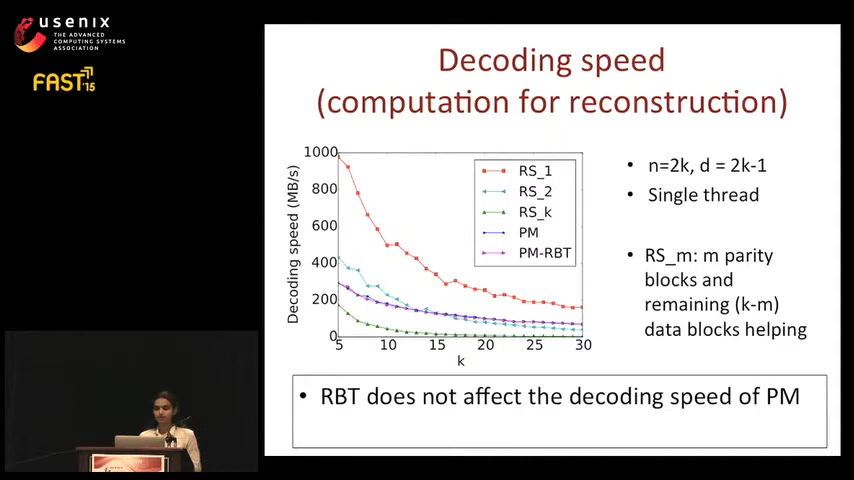 usenix
THE ADVANCED
COMPUTING SYSTEMS
ASSOCIATION
FAST '15
Decoding speed
(computation for reconstruction)
1000
800
600
400
200
0
Decoding speed (MB/s)
5
10
15
20
25
30
k
RS_1
RS_2
RS_k
PM
PM-RBT
• n=2k, d = 2k-1
• Single thread
• RS_m: m parity
blocks and
remaining (k-m)
data blocks helping
• RBT does not affect the decoding speed of PM